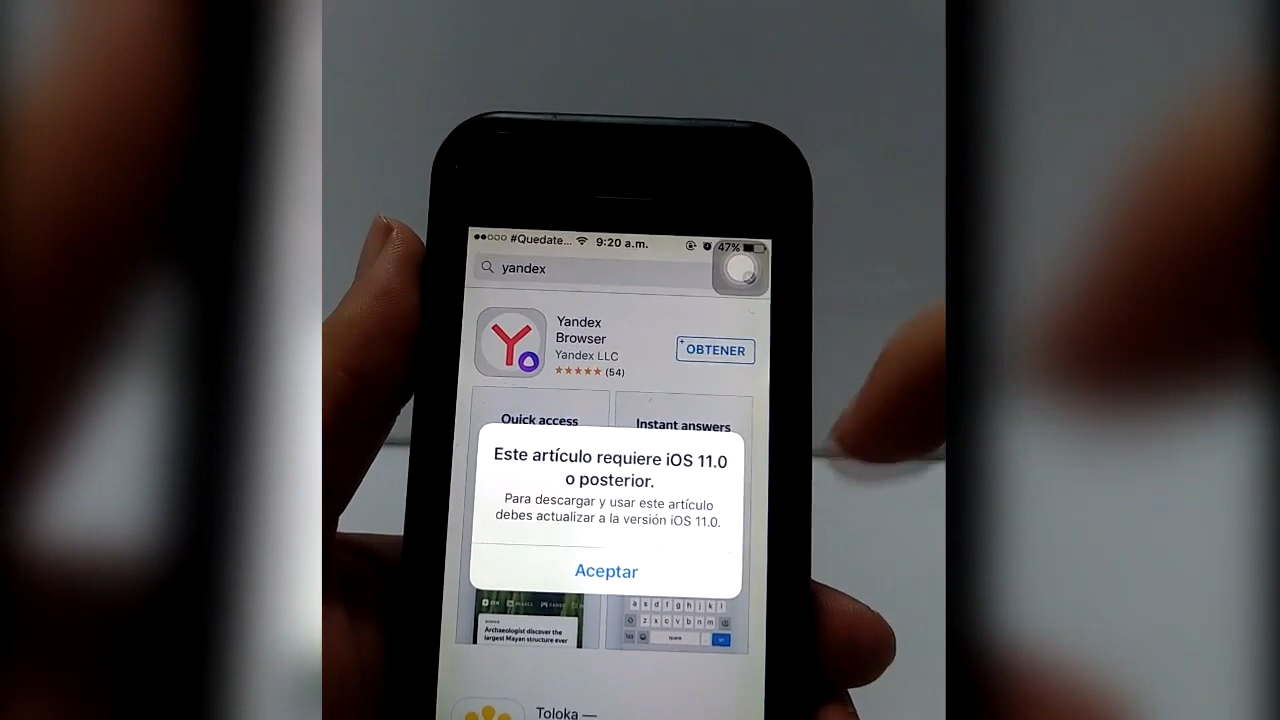 #Quedate... 9:20 a.m. 47%
yandex
Yandex
Browser
Yandex LLC
(54)
OBTENER
Quick access
Instant answers
Este artículo requiere iOS 11.0
o posterior.
Para descargar y usar este artículo
debes actualizar a la versión iOS 11.0.
Aceptar
a s d f g h j k l
z x c v b n m
space
Archaeologist discover the
largest Mayan structure ever
Toloka —